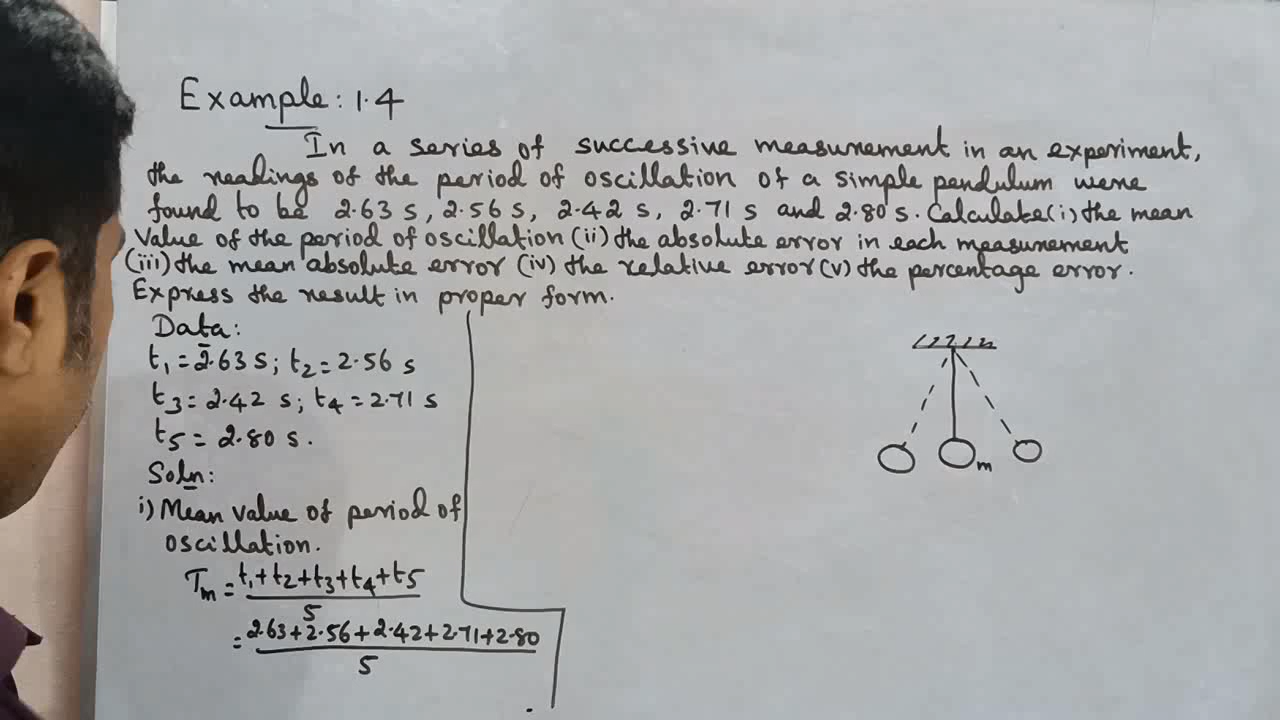 Example: 1.4
In a series of successive measurement in an experiment,
the readings of the period of oscillation of a simple pendulum were
found to be 2.63 s, 2.56 s, 2.42 s, 2.71 s and 2.80 s. Calculate (i) the mean
value of the period of oscillation (ii) the absolute error in each measurement
(iii) the mean absolute error (iv) the relative error (v) the percentage error.
Express the result in proper form.
Data:
t₁ = 2.63 s; t₂ = 2.56 s
t₃ = 2.42 s; t₄ = 2.71 s
t₅ = 2.80 s.
Soln:
i) Mean value of period of
oscillation.
Tₘ = t₁+t₂+t₃+t₄+t₅
5
= 2.63+2.56+2.42+2.71+2.80
5
m